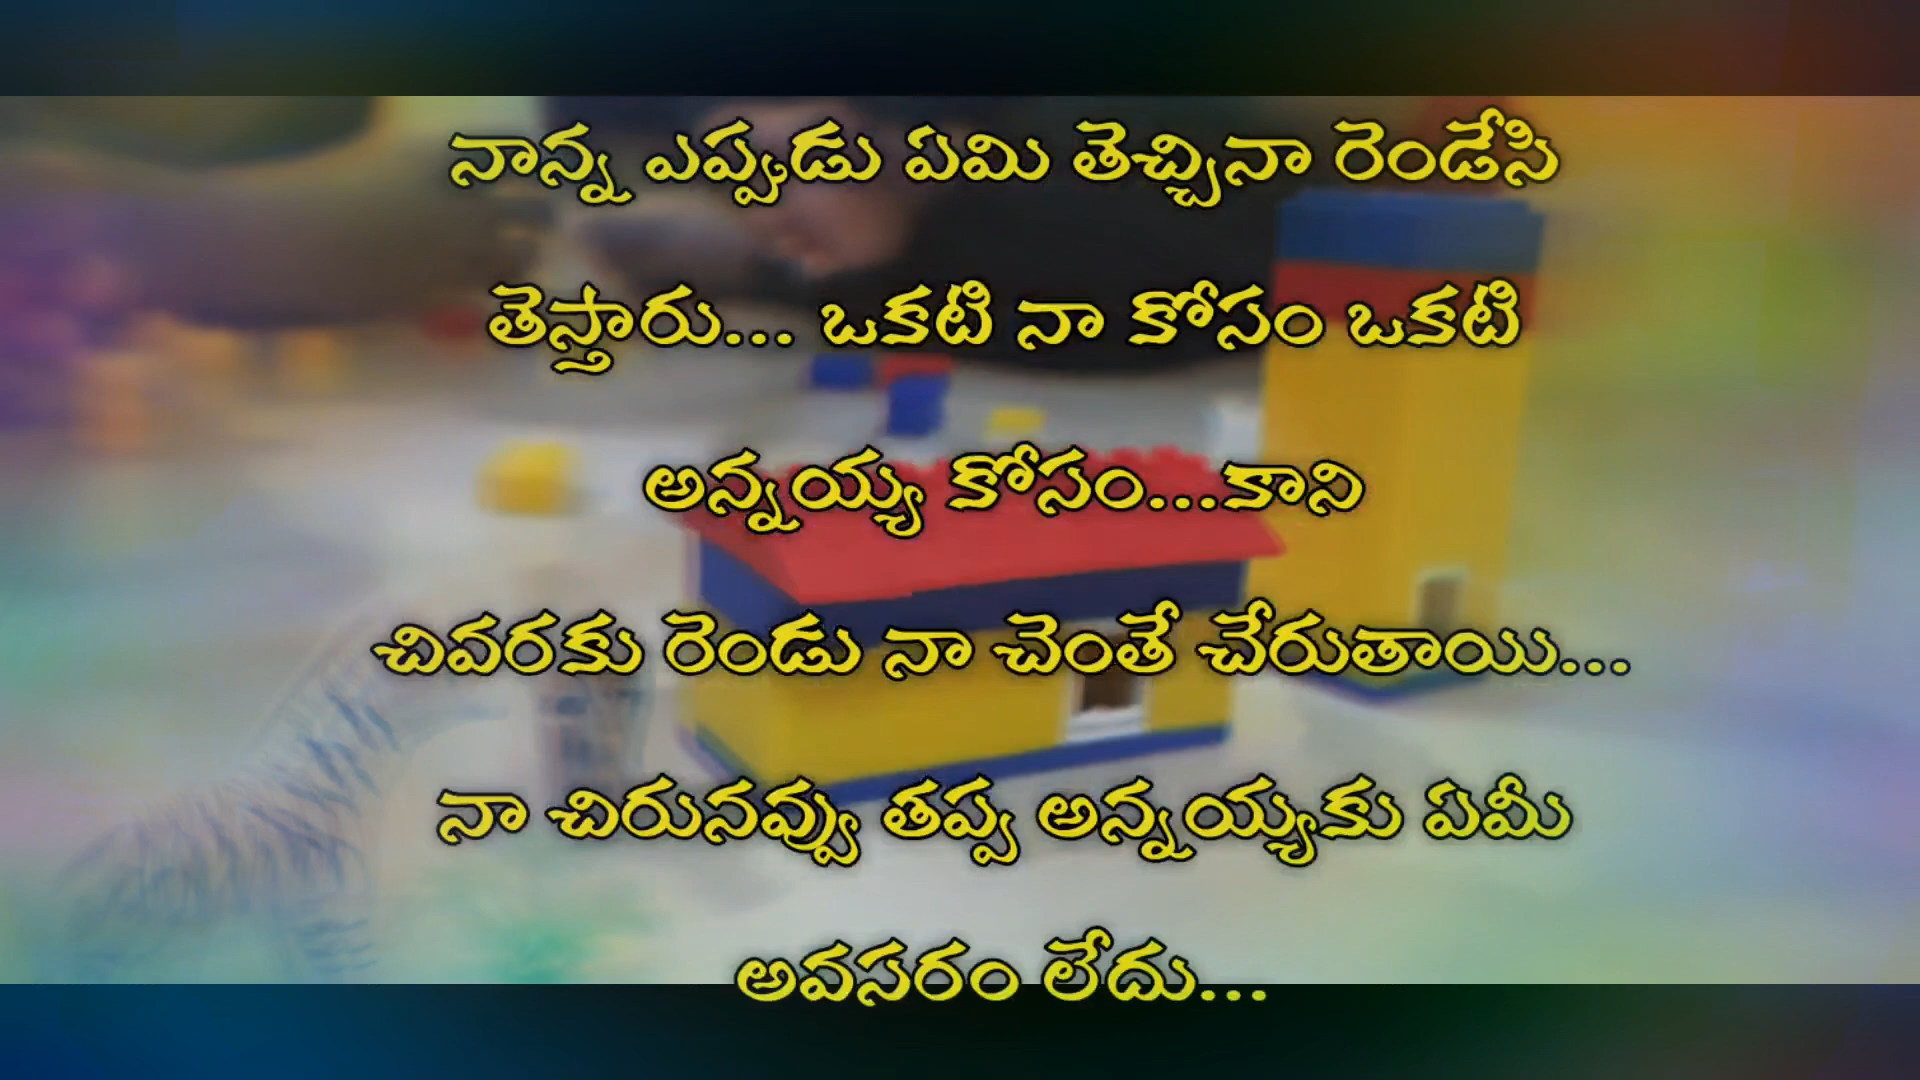 నాన్న ఎప్పుడు ఏమి తెచ్చినా రెండేసి
తెస్తారు... ఒకటి నా కోసం ఒకటి
అన్నయ్య కోసం...కాని
చివరకు రెండు నా చెంతే చేరుతాయి...
నా చిరునవ్వు తప్ప అన్నయ్యకు ఏమీ
అవసరం లేదు...